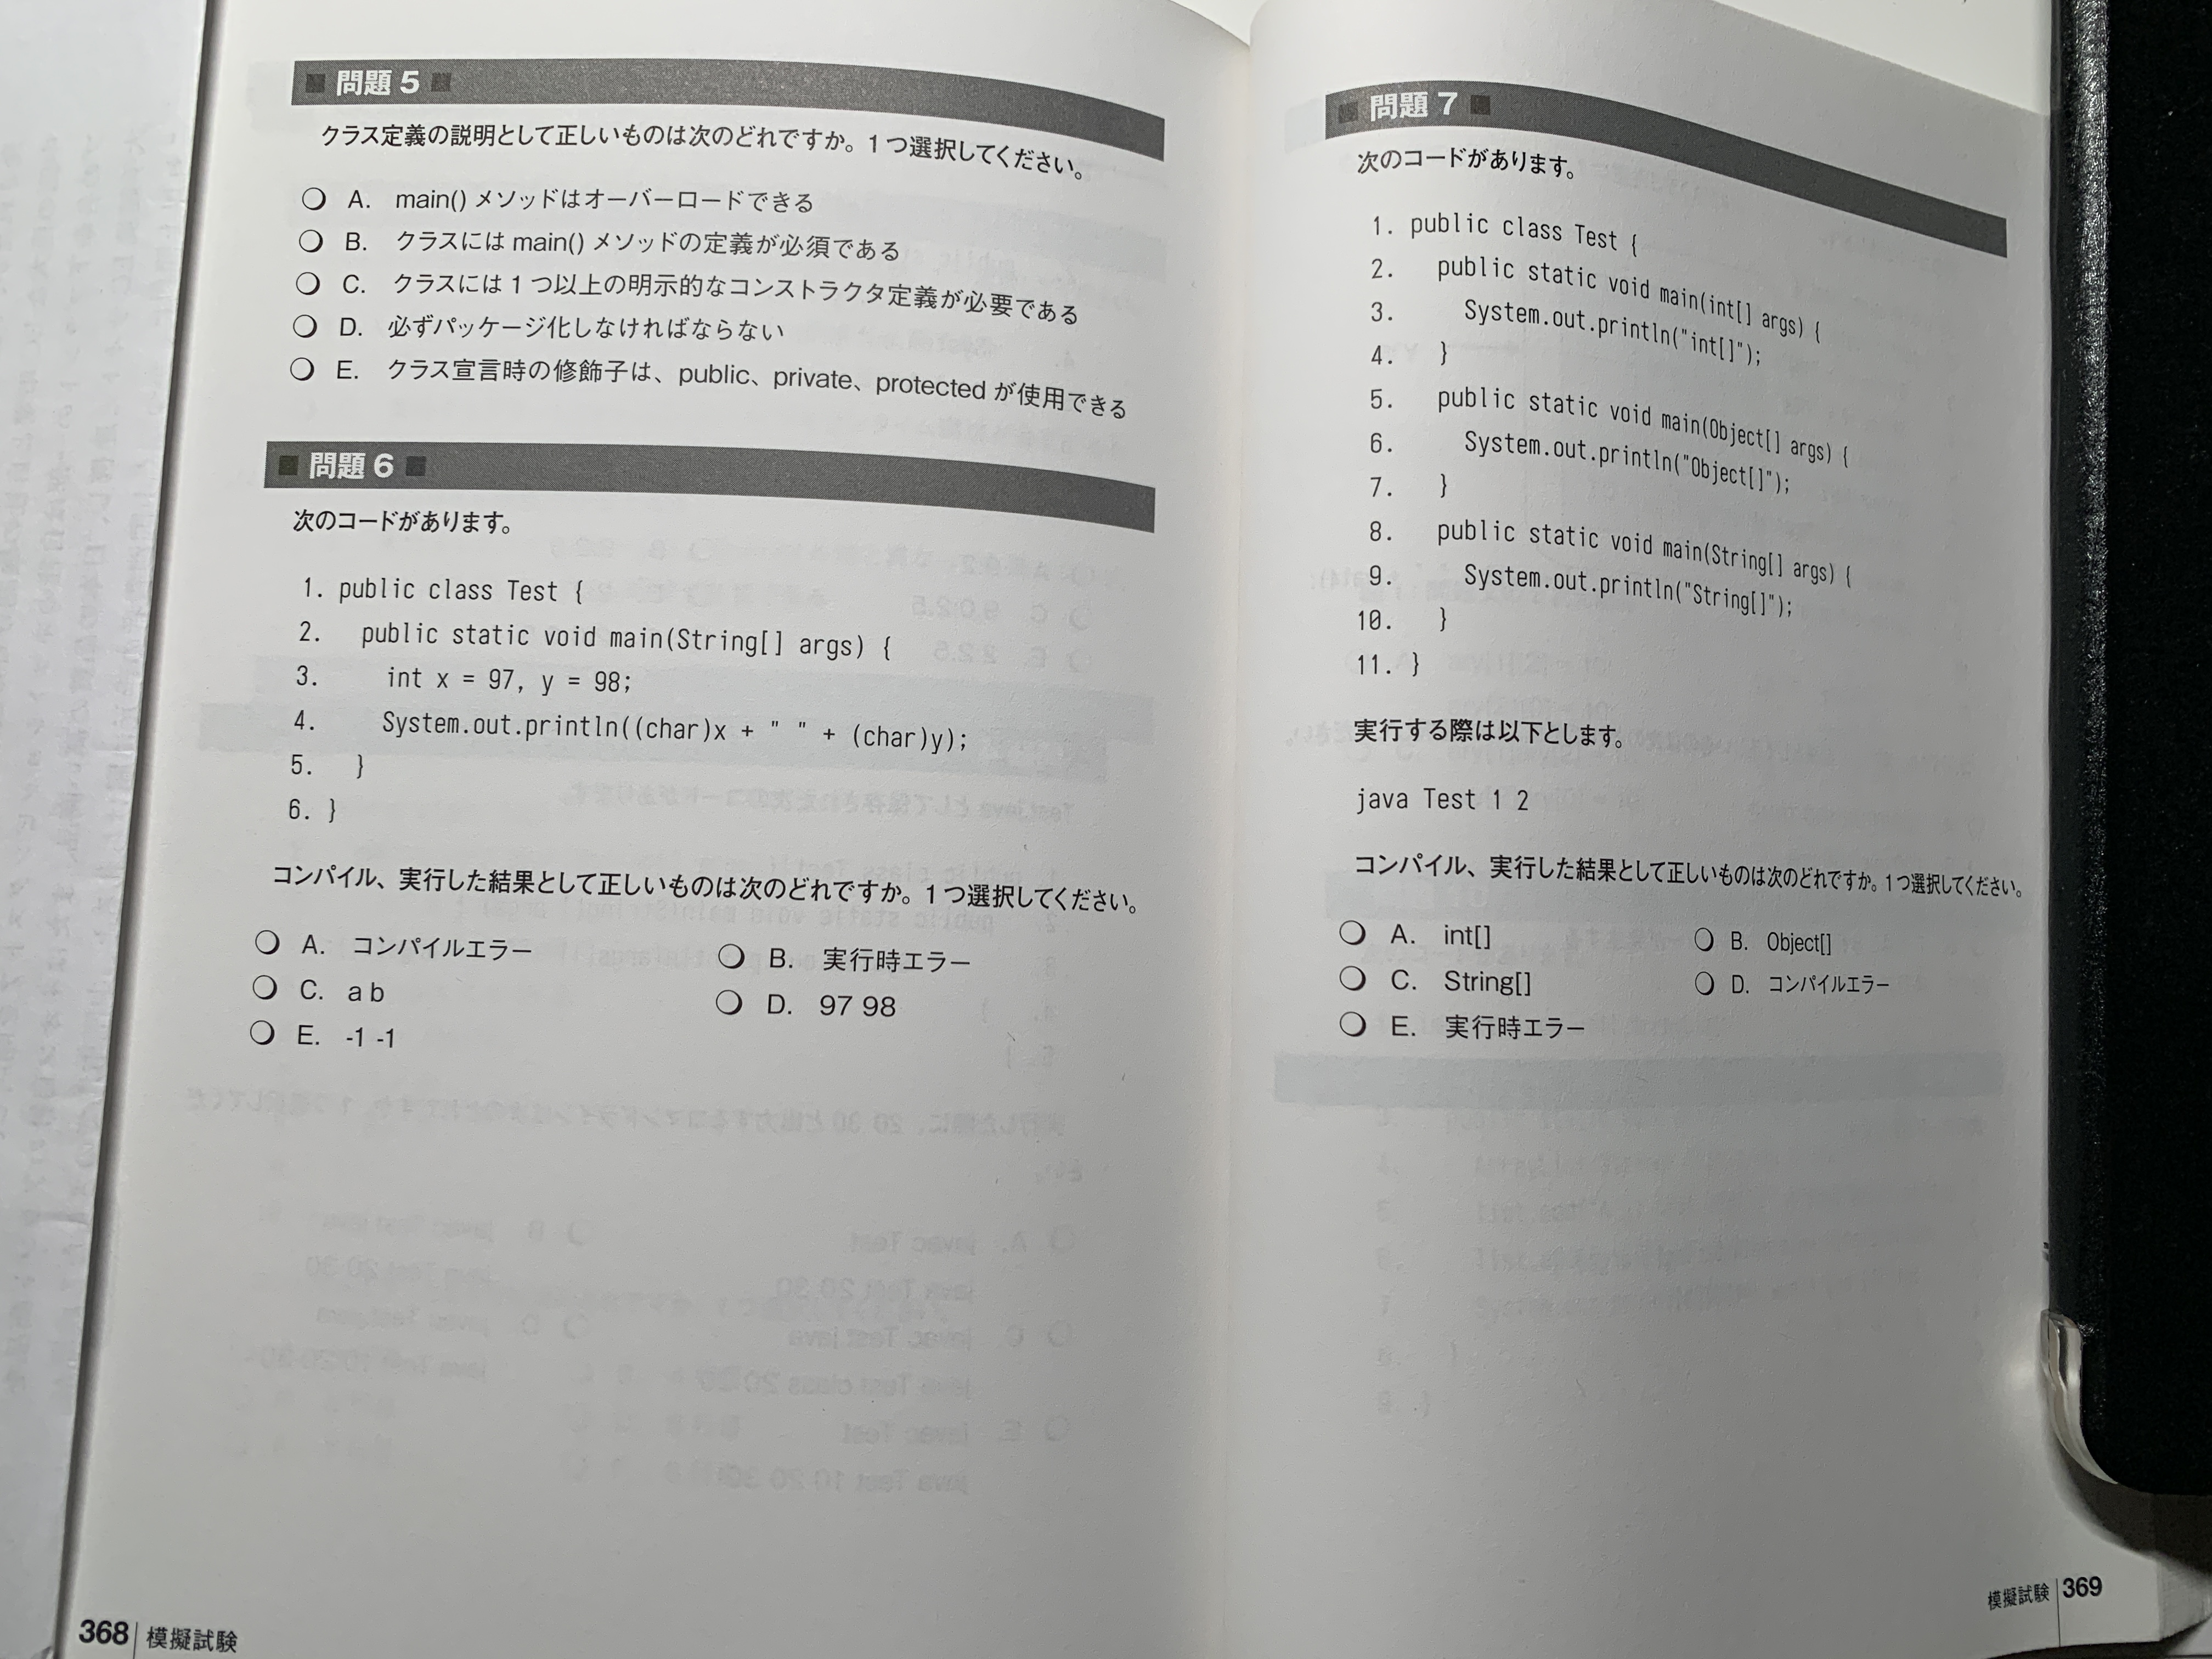 ■ 問題 5 ■
クラス定義の説明として正しいものは次のどれですか。1 つ選択してください。
○ A. main() メソッドはオーバーロードできる
○ B. クラスには main() メソッドの定義が必須である
○ C. クラスには 1 つ以上の明示的なコンストラクタ定義が必要である
○ D. 必ずパッケージ化しなければならない
○ E. クラス宣言時の修飾子は、public、private、protected が使用できる
■ 問題 6 ■
次のコードがあります。
1. public class Test {
2. public static void main(String[] args) {
3. int x = 97, y = 98;
4. System.out.println((char)x + " " + (char)y);
5. }
6. }
コンパイル、実行した結果として正しいものは次のどれですか。1 つ選択してください。
○ A. コンパイルエラー ○ B. 実行時エラー
○ C. a b ○ D. 97 98
○ E. -1 -1
368 模擬試験
■ 問題 7 ■
次のコードがあります。
1. public class Test {
2. public static void main(int[] args) {
3. System.out.println("int[]");
4. }
5. public static void main(Object[] args) {
6. System.out.println("Object[]");
7. }
8. public static void main(String[] args) {
9. System.out.println("String[]");
10. }
11. }
実行する際は以下とします。
java Test 1 2
コンパイル、実行した結果として正しいものは次のどれですか。1 つ選択してください。
○ A. int[] ○ B. Object[]
○ C. String[] ○ D. コンパイルエラー
○ E. 実行時エラー
模擬試験 369